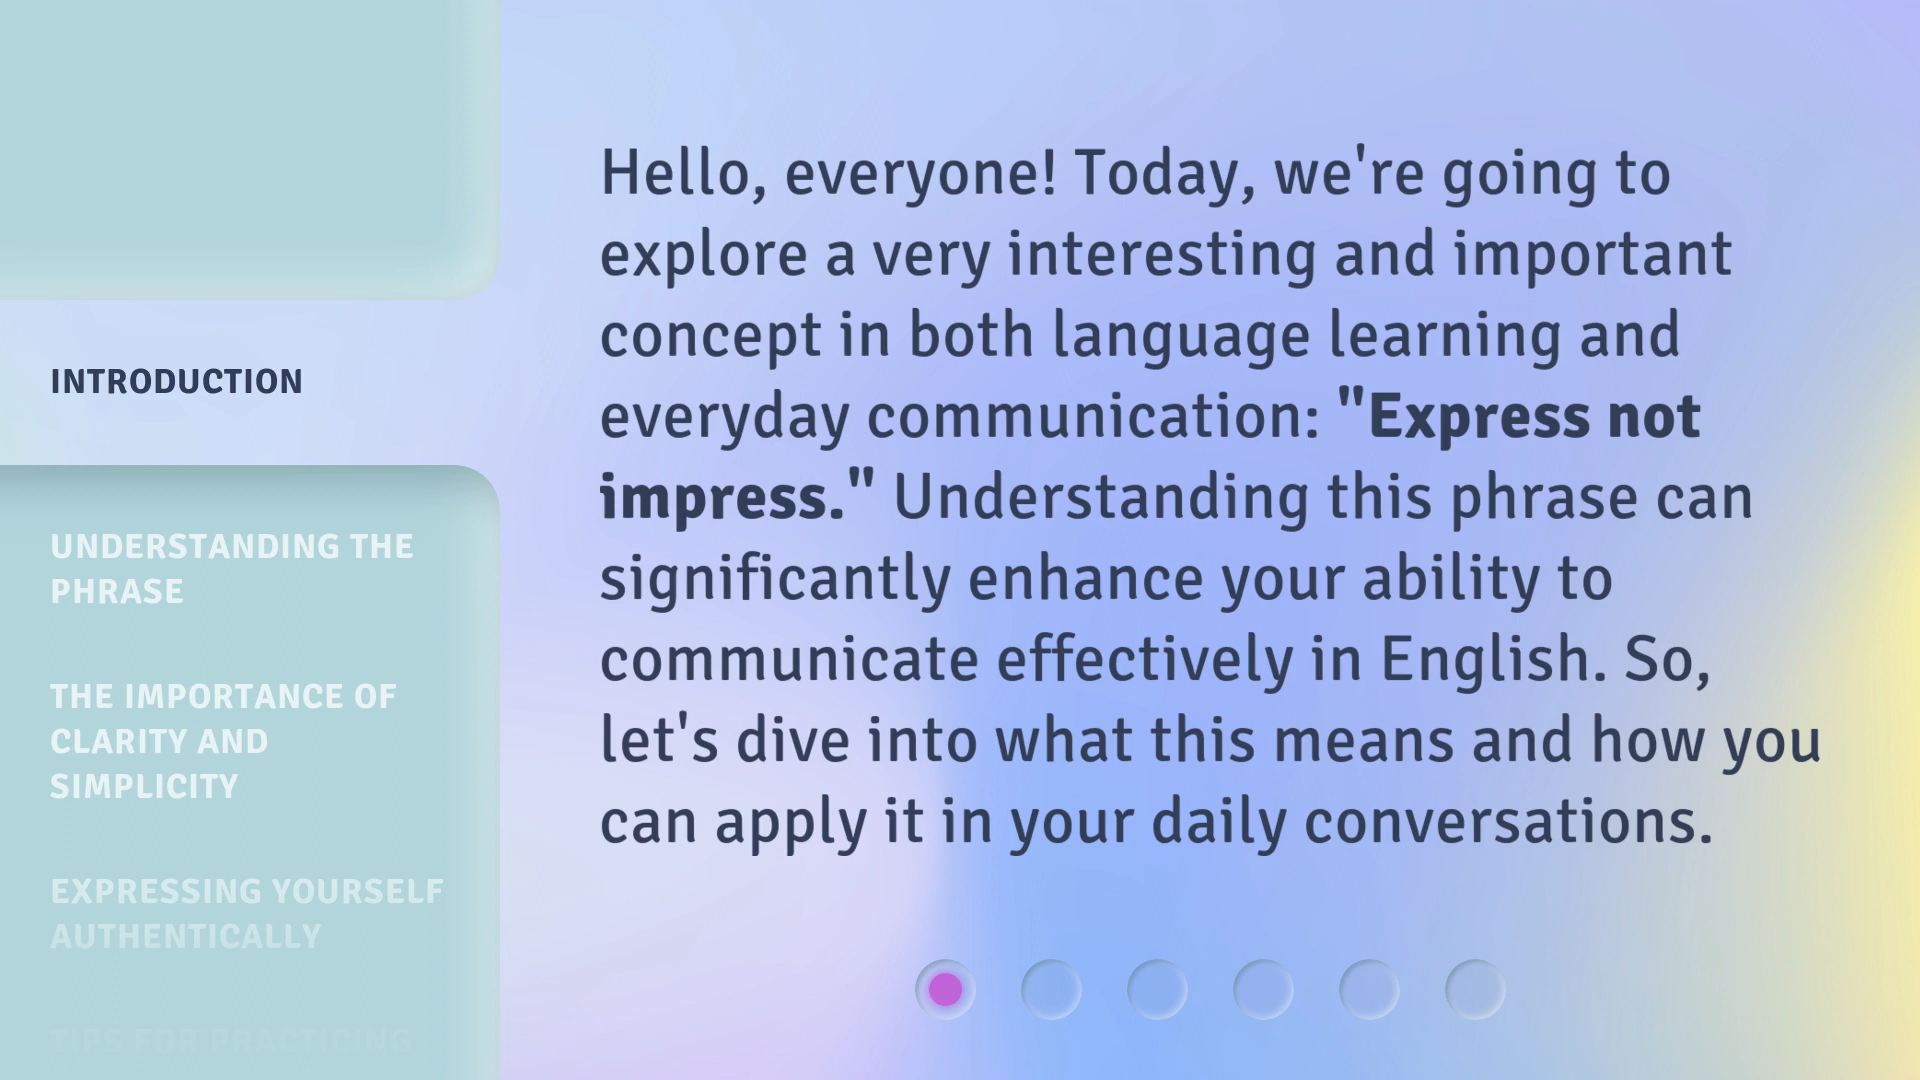 INTRODUCTION
UNDERSTANDING THE
PHRASE
THE IMPORTANCE OF
CLARITY AND
SIMPLICITY
EXPRESSING YOURSELF
AUTHENTICALLY
TIPS FOR PRACTICING
Hello, everyone! Today, we're going to
explore a very interesting and important
concept in both language learning and
everyday communication: "Express not
impress." Understanding this phrase can
significantly enhance your ability to
communicate effectively in English. So,
let's dive into what this means and how you
can apply it in your daily conversations.